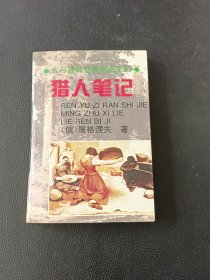 人与自然世界名著系列
猎人笔记
REN YU ZI RAN SHI JIE
MING ZHU XI LIE
LIE REN BI JI
(俄)屠格涅夫 著